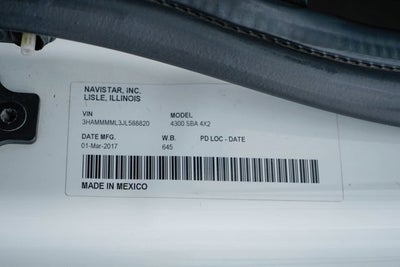 NAVISTAR, INC.
LISLE, ILLINOIS
VIN MODEL
3HAMMMML3JL588820 4300 SBA 4X2
DATE MFG. W.B. PD LOC - DATE
01-Mar-2017 645
MADE IN MEXICO